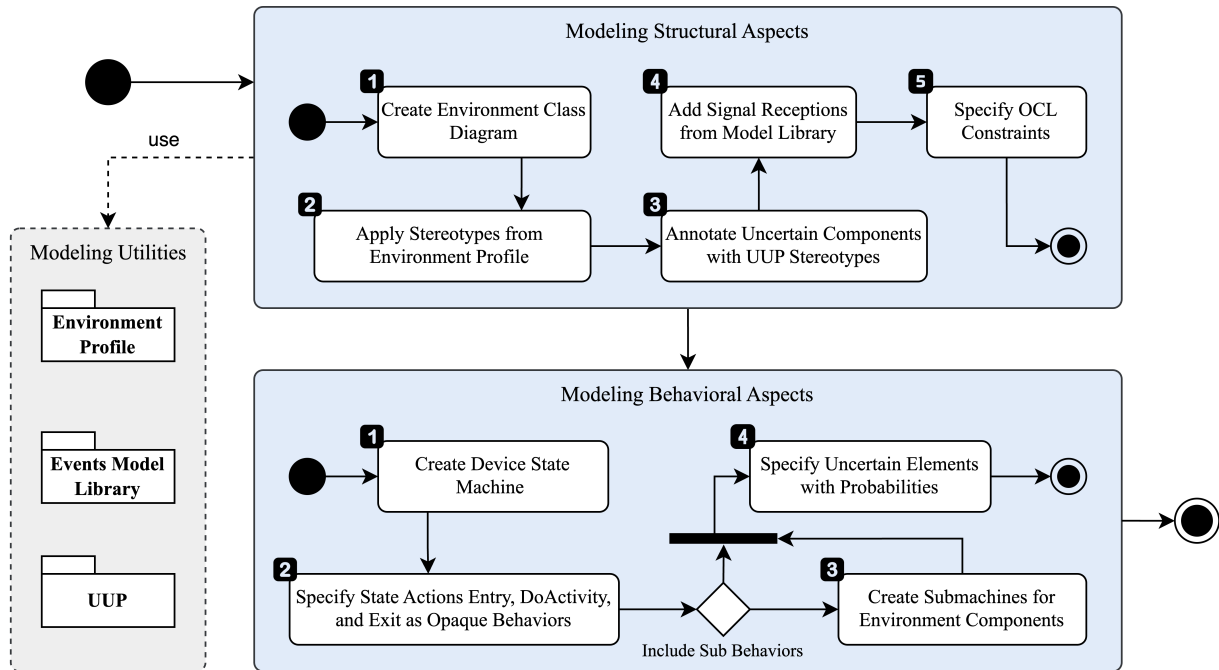 Modeling Structural Aspects
1
Create Environment Class
Diagram
2
Apply Stereotypes from
Environment Profile
3
Annotate Uncertain Components
with UUP Stereotypes
4
Add Signal Receptions
from Model Library
5
Specify OCL
Constraints
use
Modeling Utilities
Environment
Profile
Events Model
Library
UUP
Modeling Behavioral Aspects
1
Create Device State
Machine
2
Specify State Actions Entry, DoActivity,
and Exit as Opaque Behaviors
Include Sub Behaviors
3
Create Submachines for
Environment Components
4
Specify Uncertain Elements
with Probabilities